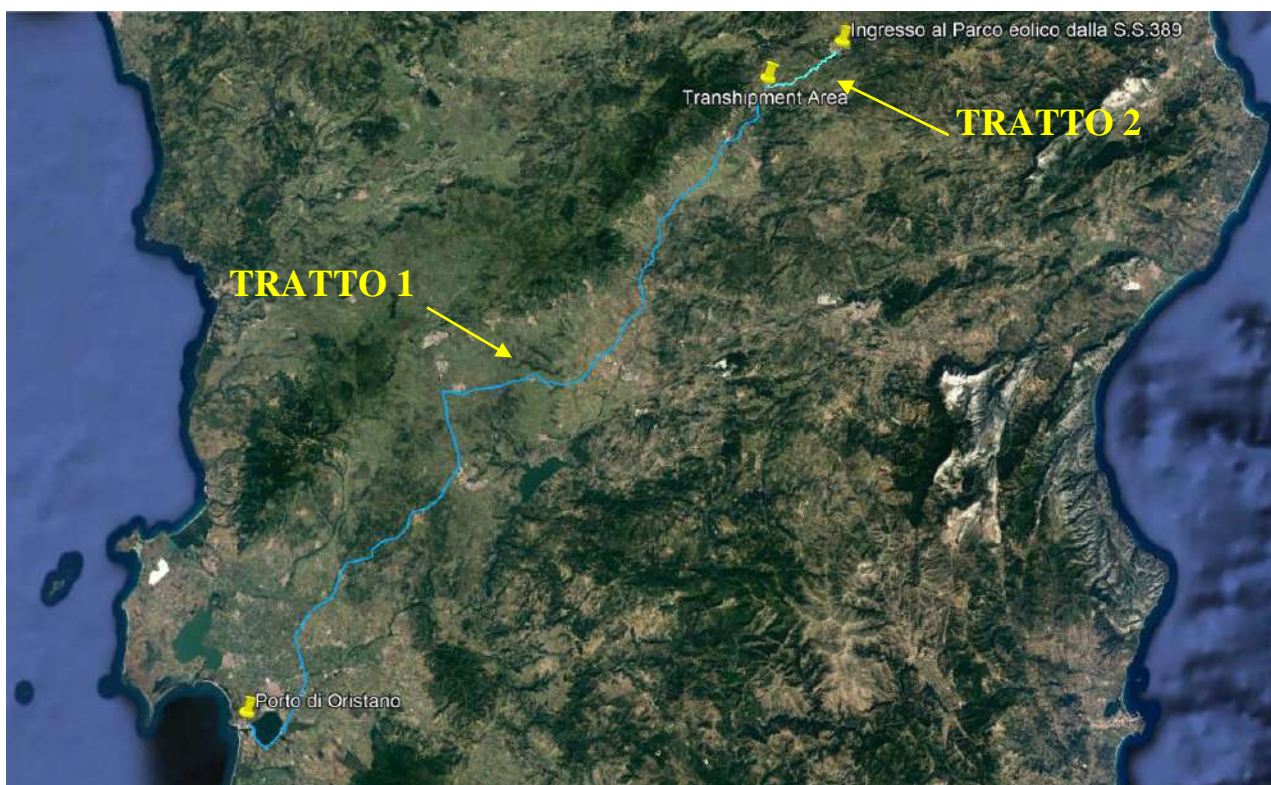 Ingresso al Parco eolico dalla S.S.389
Transhipment Area
TRATTO 2
TRATTO 1
Porto di Oristano